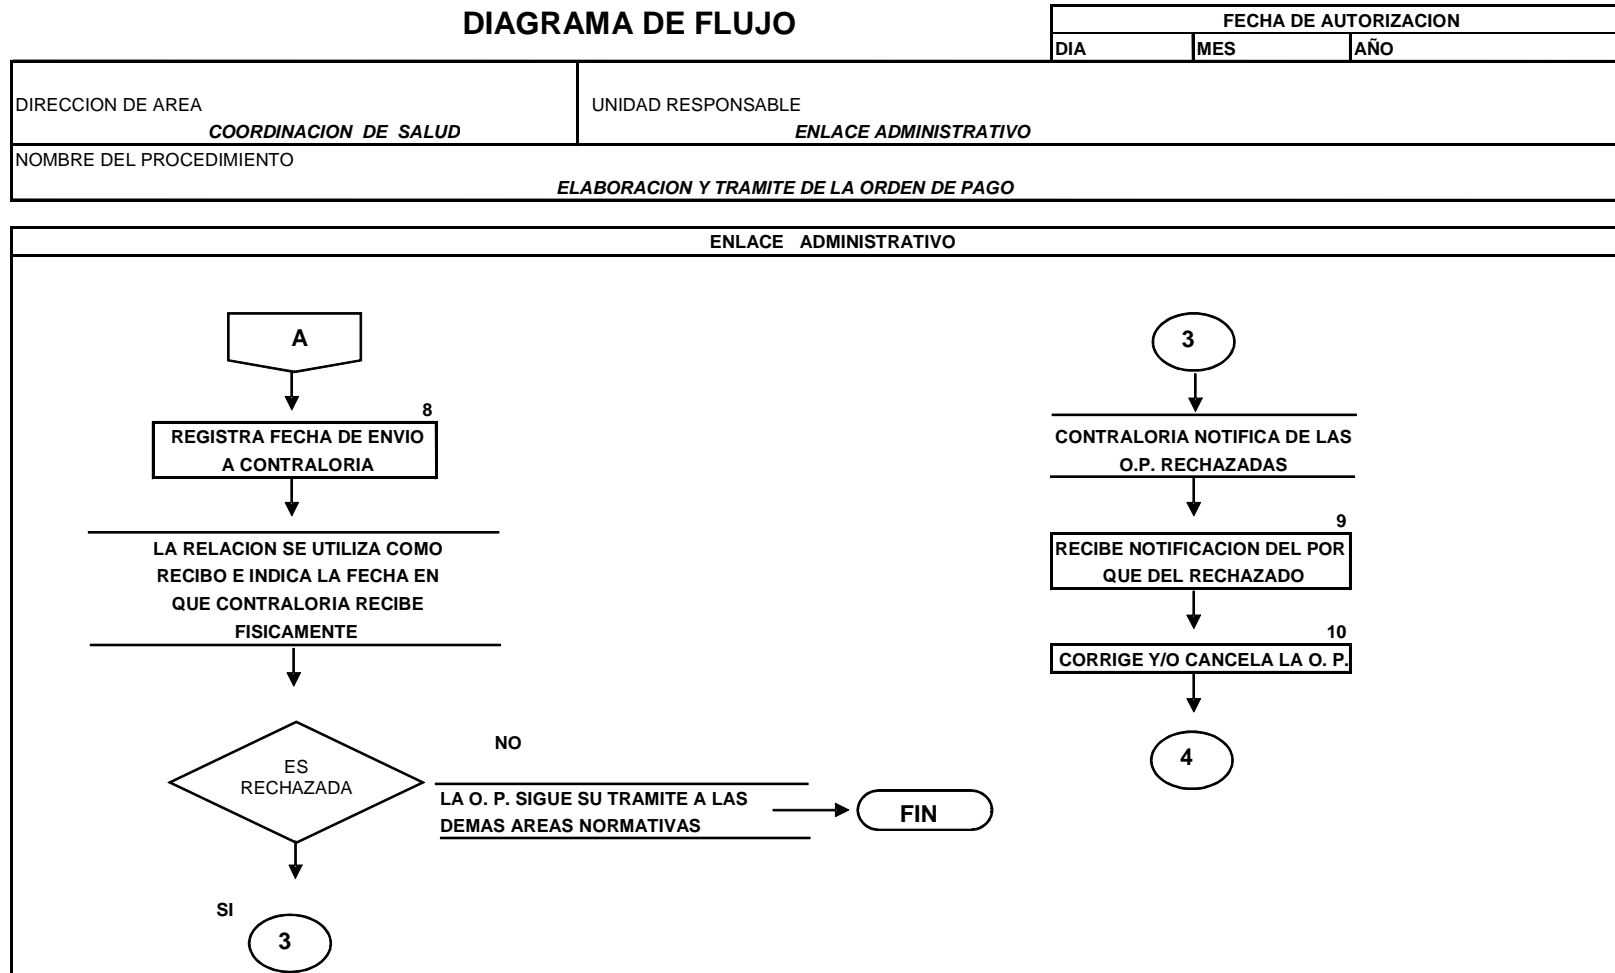 DIAGRAMA DE FLUJO
FECHA DE AUTORIZACION
DIA MES AÑO
DIRECCION DE AREA
COORDINACION DE SALUD
UNIDAD RESPONSABLE
ENLACE ADMINISTRATIVO
NOMBRE DEL PROCEDIMIENTO
ELABORACION Y TRAMITE DE LA ORDEN DE PAGO
ENLACE ADMINISTRATIVO
A
8
REGISTRA FECHA DE ENVIO
A CONTRALORIA
LA RELACION SE UTILIZA COMO
RECIBO E INDICA LA FECHA EN
QUE CONTRALORIA RECIBE
FISICAMENTE
ES
RECHAZADA
NO
LA O. P. SIGUE SU TRAMITE A LAS
DEMAS AREAS NORMATIVAS
FIN
SI
3
3
CONTRALORIA NOTIFICA DE LAS
O.P. RECHAZADAS
9
RECIBE NOTIFICACION DEL POR
QUE DEL RECHAZADO
10
CORRIGE Y/O CANCELA LA O. P.
4